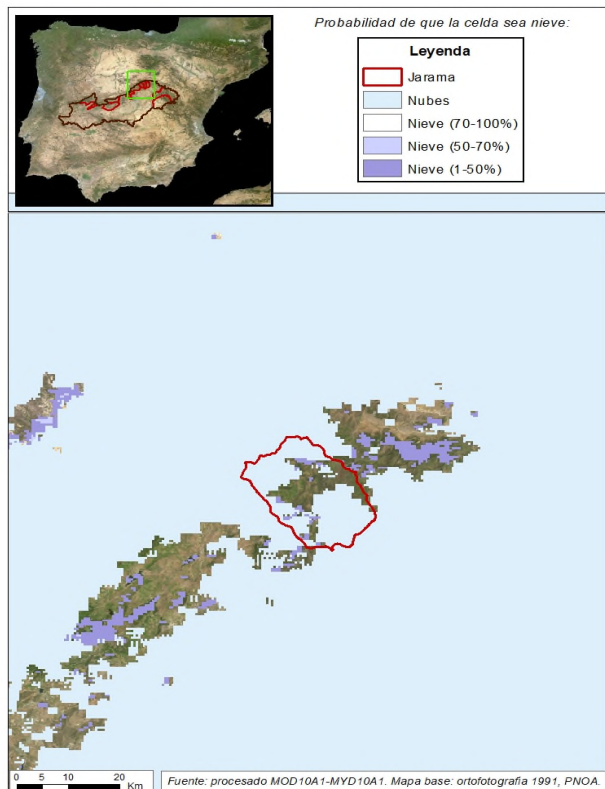 Probabilidad de que la celda sea nieve:
Leyenda
Jarama
Nubes
Nieve (70-100%)
Nieve (50-70%)
Nieve (1-50%)
0 5 10 20
Km
Fuente: procesado MOD10A1-MYD10A1. Mapa base: ortofotografia 1991, PNOA.